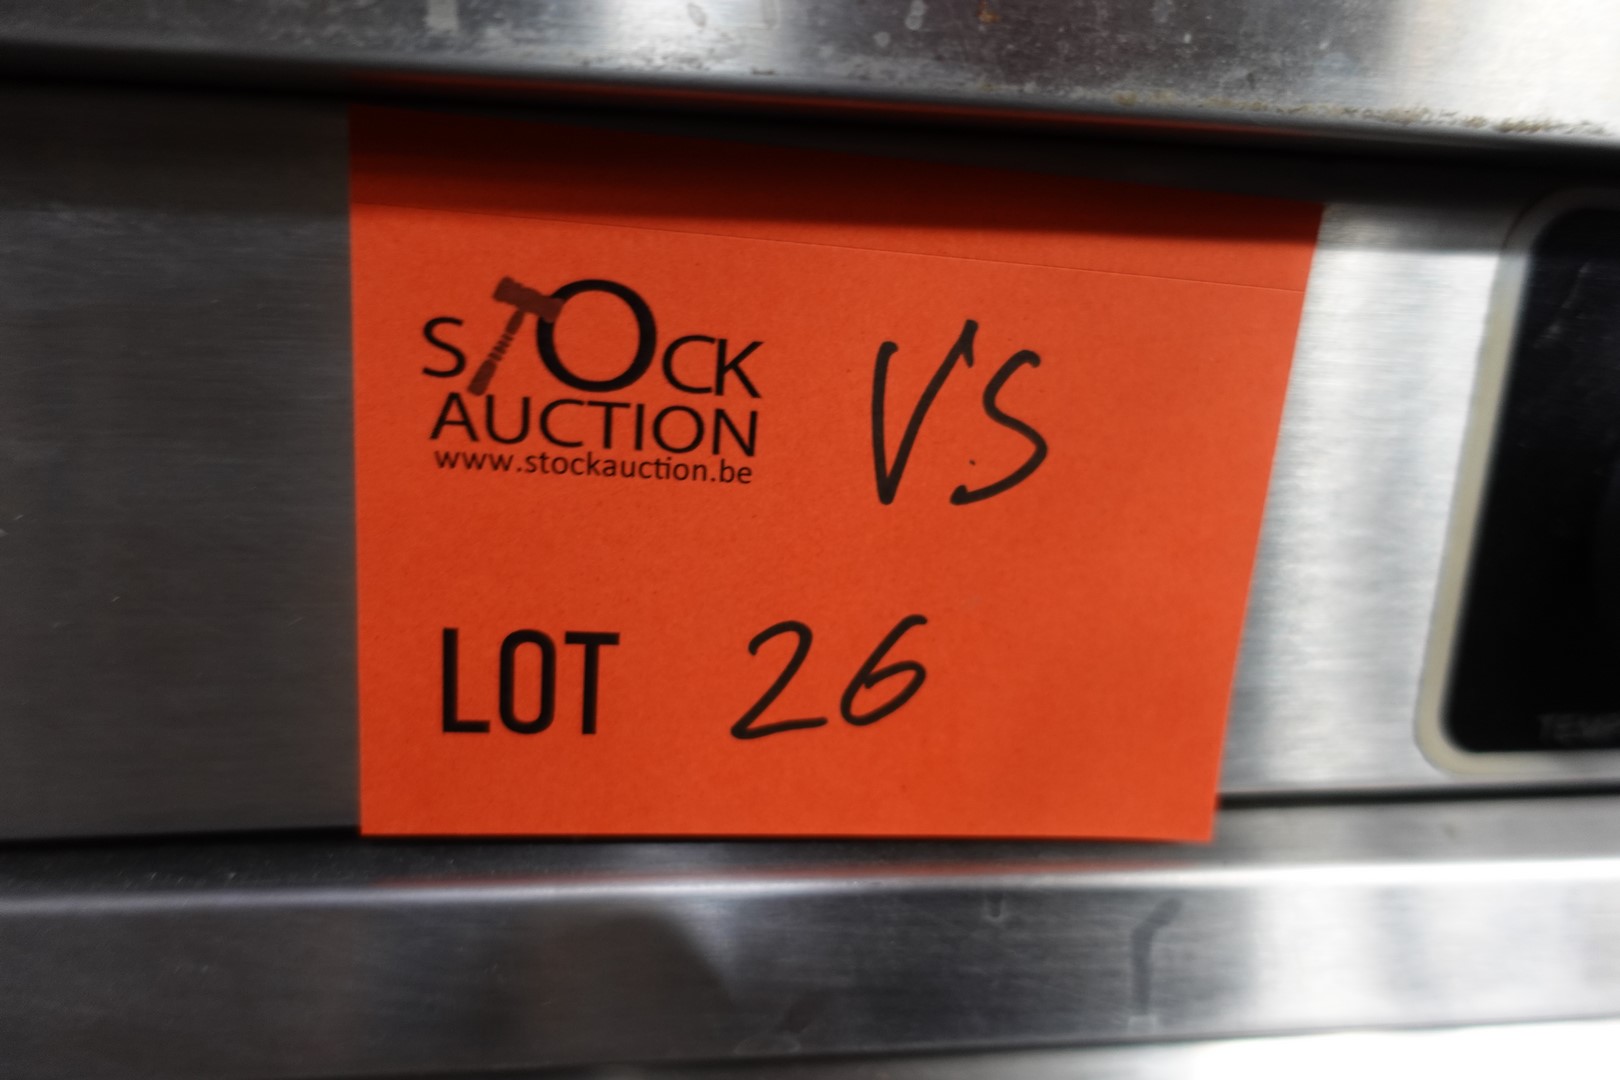 STOCK VS
AUCTION
www.stockauction.be
LOT 26